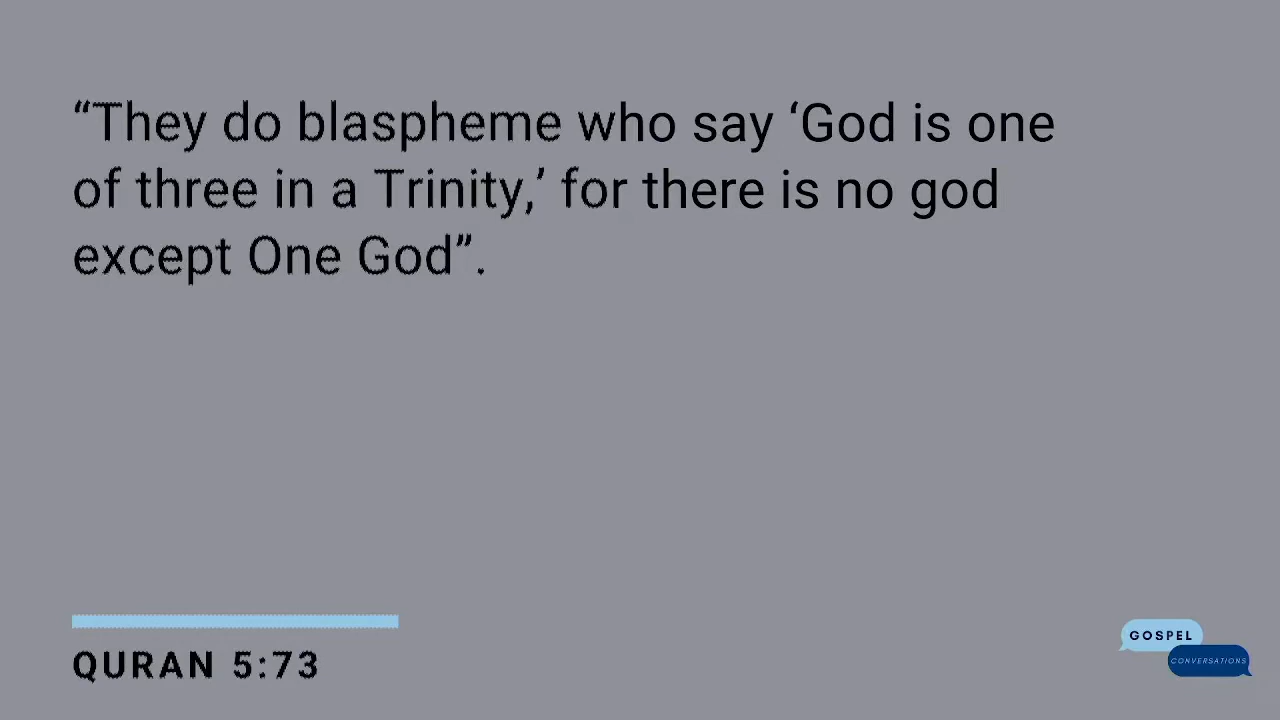 “They do blaspheme who say ‘God is one
of three in a Trinity,’ for there is no god
except One God”.
QURAN 5:73
GOSPEL
CONVERSATIONS